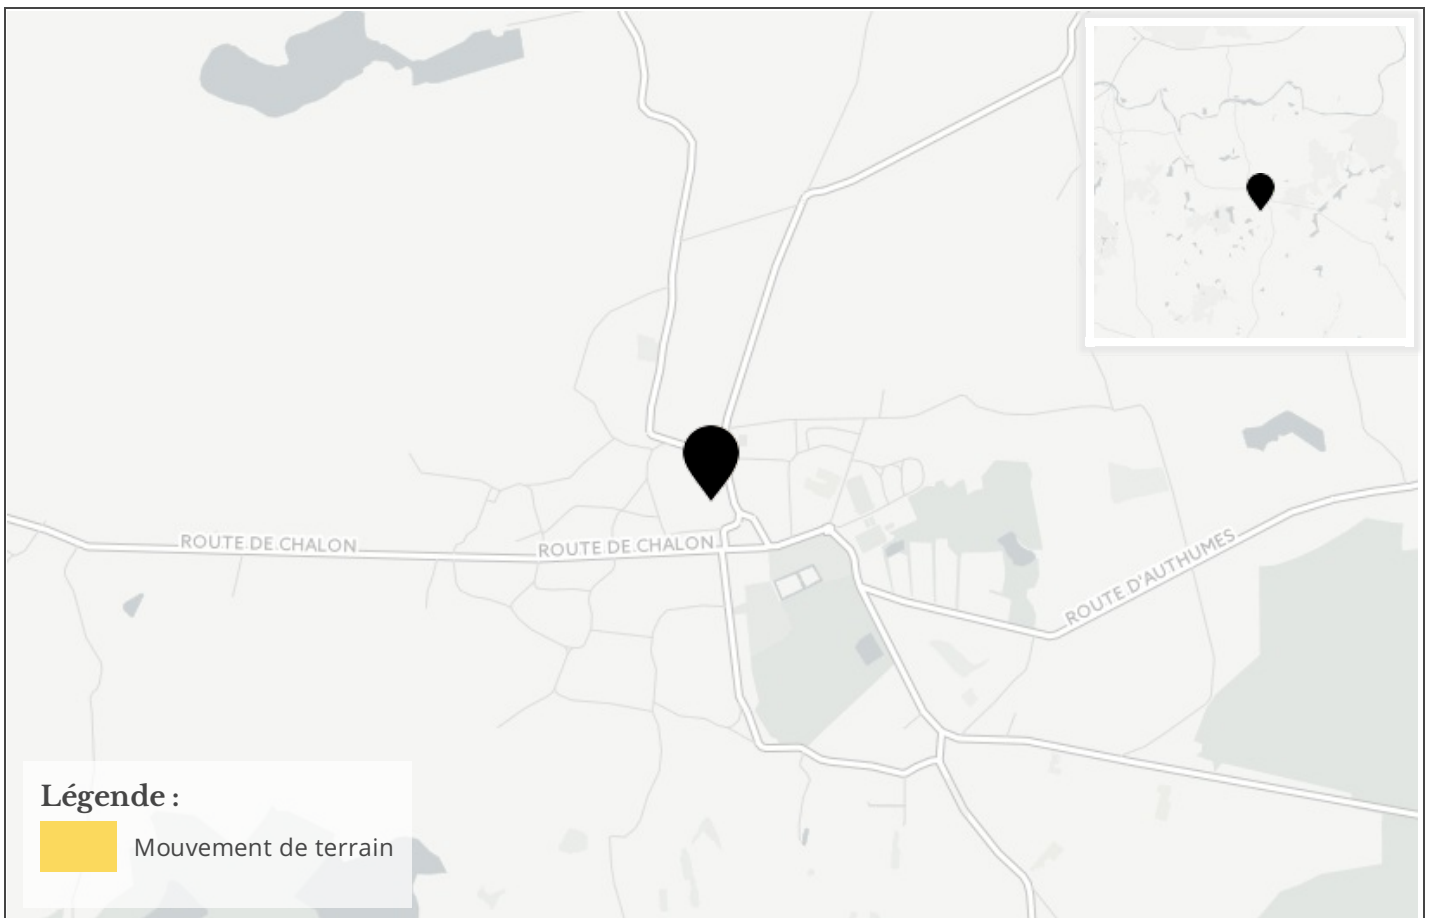 ROUTE DE CHALON
ROUTE DE CHALON
ROUTE D'AUTHUMES
Légende :
Mouvement de terrain